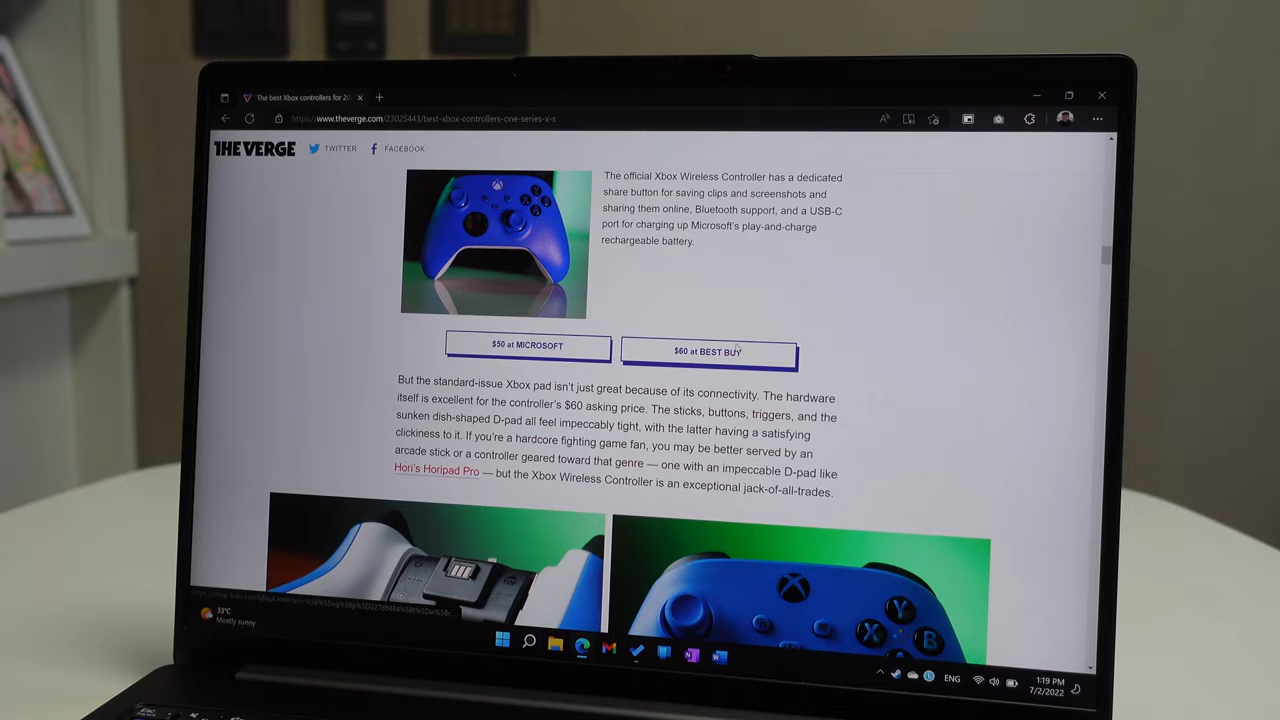 The best Xbox controllers for 20
https://www.theverge.com/23025443/best-xbox-controllers-one-series-x-s
THE VERGE TWITTER FACEBOOK
The official Xbox Wireless Controller has a dedicated
share button for saving clips and screenshots and
sharing them online, Bluetooth support, and a USB-C
port for charging up Microsoft's play-and-charge
rechargeable battery.
$50 at MICROSOFT
$60 at BEST BUY
But the standard-issue Xbox pad isn't just great because of its connectivity. The hardware
itself is excellent for the controller's $60 asking price. The sticks, buttons, triggers, and the
sunken dish-shaped D-pad all feel impeccably tight, with the latter having a satisfying
clickiness to it. If you're a hardcore fighting game fan, you may be better served by an
arcade stick or a controller geared toward that genre — one with an impeccable D-pad like
Hori's Horipad Pro — but the Xbox Wireless Controller is an exceptional jack-of-all-trades.
TOP
Y
X
B
33°C
Mostly sunny
ENG
1:19 PM
7/2/2022
Esc